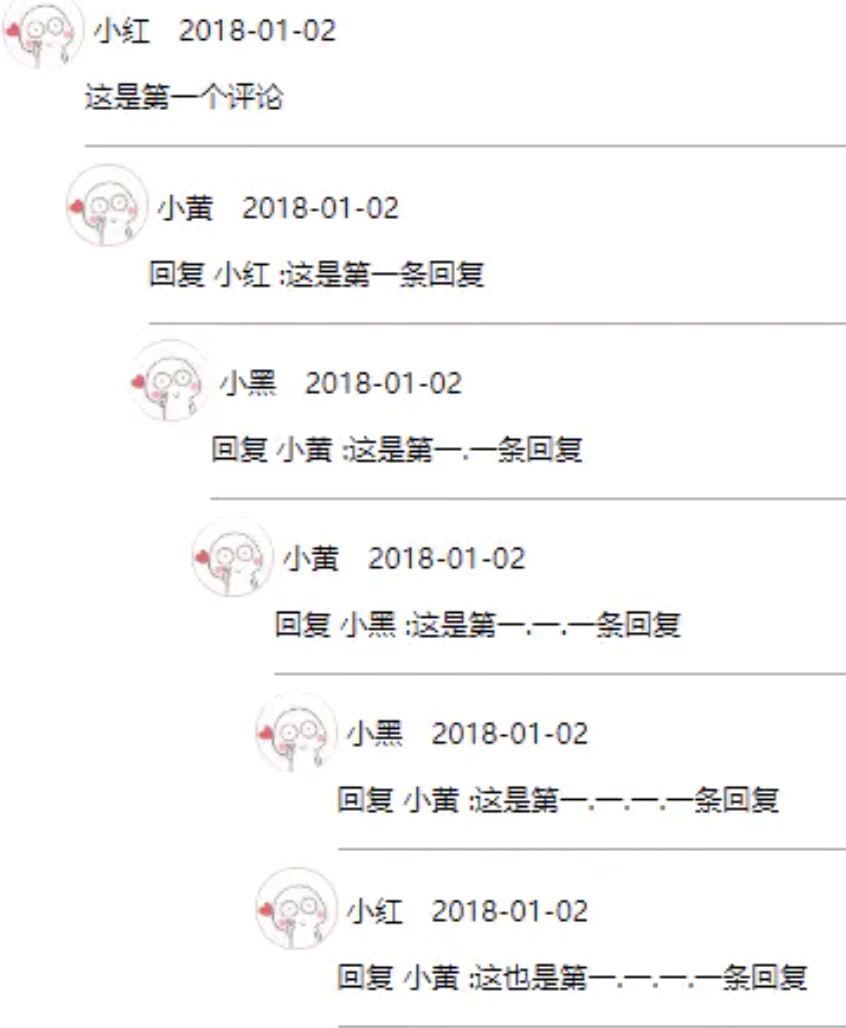 小红 2018-01-02
这是第一个评论
小黄 2018-01-02
回复 小红 :这是第一条回复
小黑 2018-01-02
回复 小黄 :这是第一.一条回复
小黄 2018-01-02
回复 小黑 :这是第一.一.一条回复
小黑 2018-01-02
回复 小黄 :这是第一.一.一.一条回复
小红 2018-01-02
回复 小黄 :这也是第一.一.一.一条回复